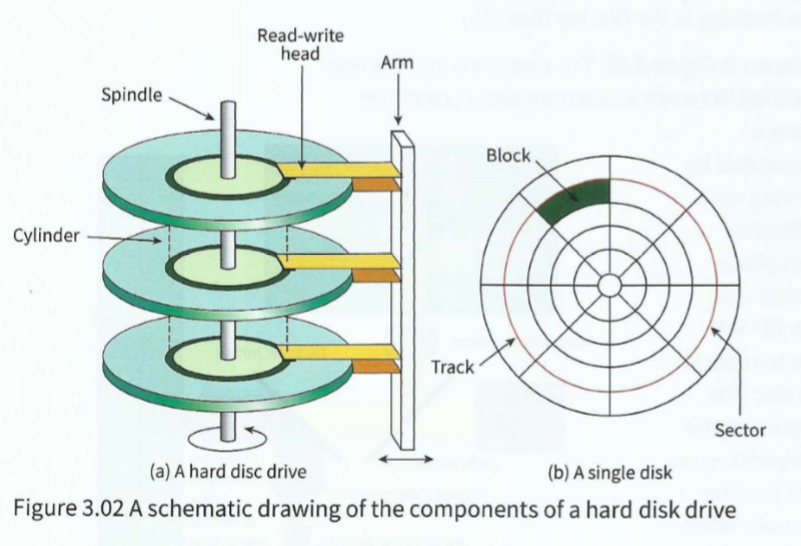 Read-write
head
Arm
Spindle
Block
Cylinder
Track
Sector
(a) A hard disc drive
(b) A single disk
Figure 3.02 A schematic drawing of the components of a hard disk drive